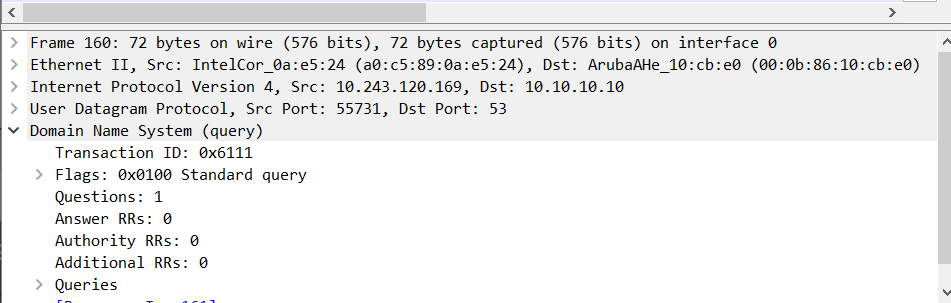 Frame 160: 72 bytes on wire (576 bits), 72 bytes captured (576 bits) on interface 0
Ethernet II, Src: IntelCor_0a:e5:24 (a0:c5:89:0a:e5:24), Dst: ArubaAHe_10:cb:e0 (00:0b:86:10:cb:e0)
Internet Protocol Version 4, Src: 10.243.120.169, Dst: 10.10.10.10
User Datagram Protocol, Src Port: 55731, Dst Port: 53
Domain Name System (query)
Transaction ID: 0x6111
Flags: 0x0100 Standard query
Questions: 1
Answer RRs: 0
Authority RRs: 0
Additional RRs: 0
Queries